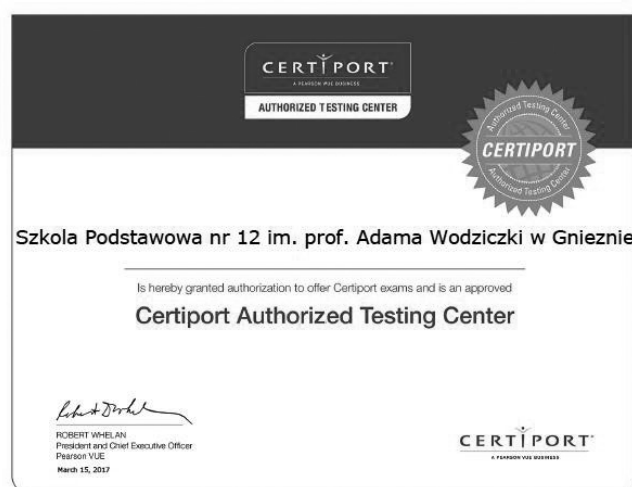 CERTIPORT
A PEARSON VUE BUSINESS
AUTHORIZED TESTING CENTER
Authorized Testing Center
CERTIPORT
Authorized Testing Center
Szkola Podstawowa nr 12 im. prof. Adama Wodziczki w Gnieznie
Is hereby granted authorization to offer Certiport exams and is an approved
Certiport Authorized Testing Center
ROBERT WHELAN
President and Chief Executive Officer
Pearson VUE
March 15, 2017
CERTIPORT
A PEARSON VUE BUSINESS